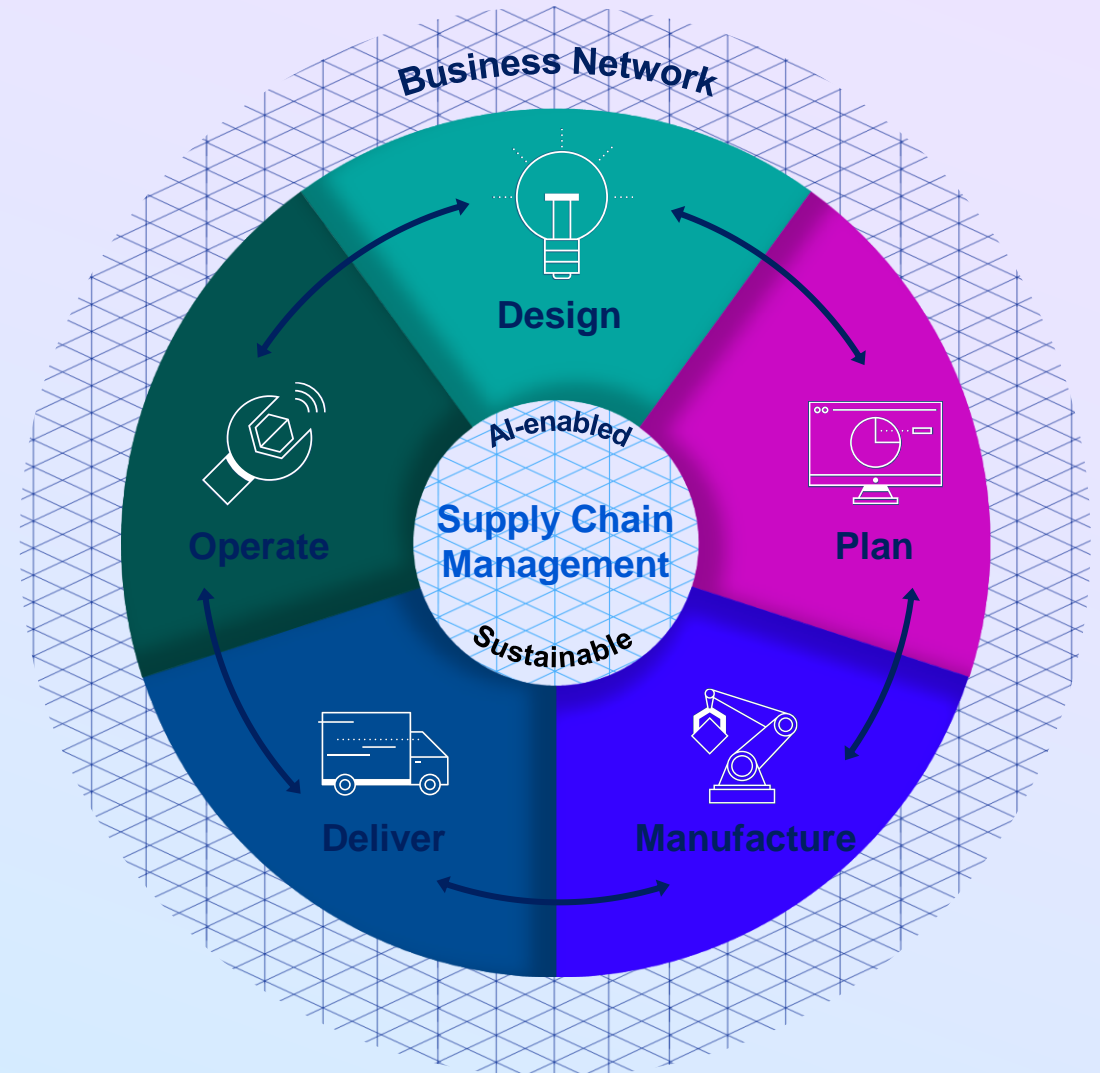 Business Network
Design
AI-enabled
Supply Chain
Management
Sustainable
Operate
Plan
Deliver
Manufacture